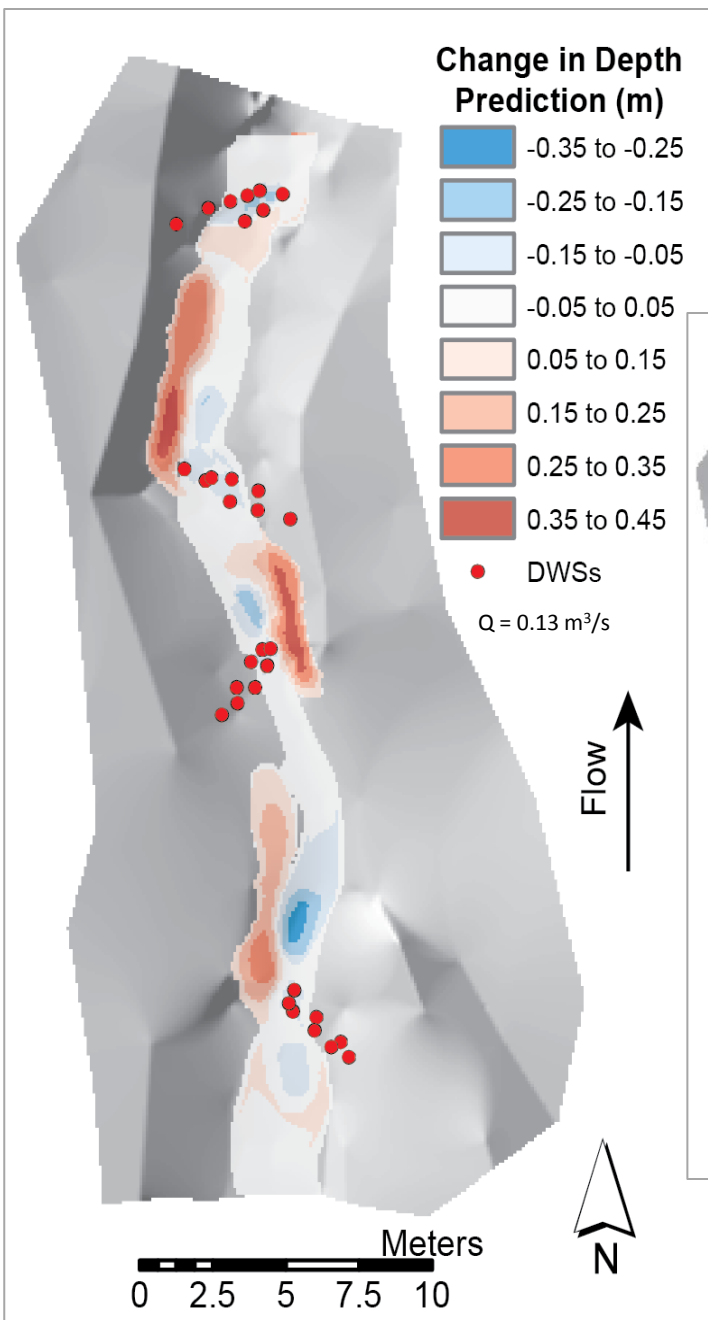 Change in Depth
Prediction (m)
-0.35 to -0.25
-0.25 to -0.15
-0.15 to -0.05
-0.05 to 0.05
0.05 to 0.15
0.15 to 0.25
0.25 to 0.35
0.35 to 0.45
DWSs
Q = 0.13 m³/s
Flow
N
Meters
0 2.5 5 7.5 10